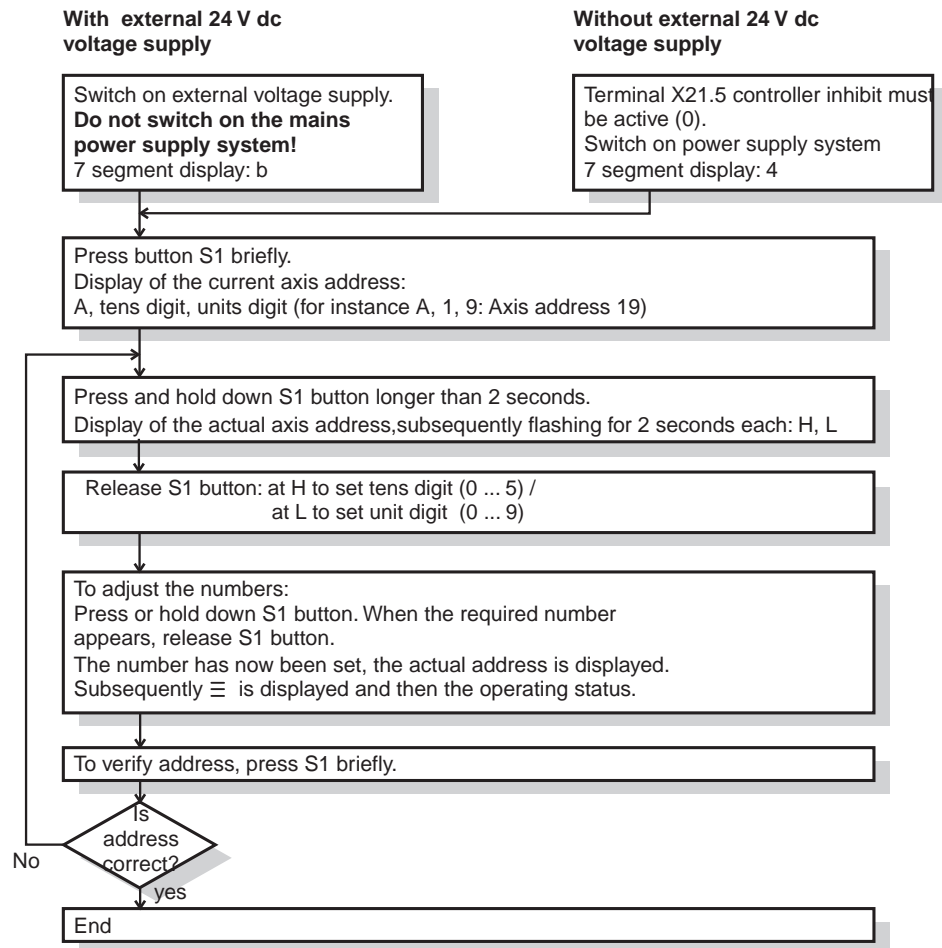 With external 24 V dc
voltage supply
Without external 24 V dc
voltage supply
Switch on external voltage supply.
Do not switch on the mains
power supply system!
7 segment display: b
Terminal X21.5 controller inhibit must
be active (0).
Switch on power supply system
7 segment display: 4
Press button S1 briefly.
Display of the current axis address:
A, tens digit, units digit (for instance A, 1, 9: Axis address 19)
Press and hold down S1 button longer than 2 seconds.
Display of the actual axis address,subsequently flashing for 2 seconds each: H, L
Release S1 button: at H to set tens digit (0 ... 5) /
at L to set unit digit (0 ... 9)
To adjust the numbers:
Press or hold down S1 button. When the required number
appears, release S1 button.
The number has now been set, the actual address is displayed.
Subsequently ☰ is displayed and then the operating status.
To verify address, press S1 briefly.
Is
address
correct?
No
yes
End